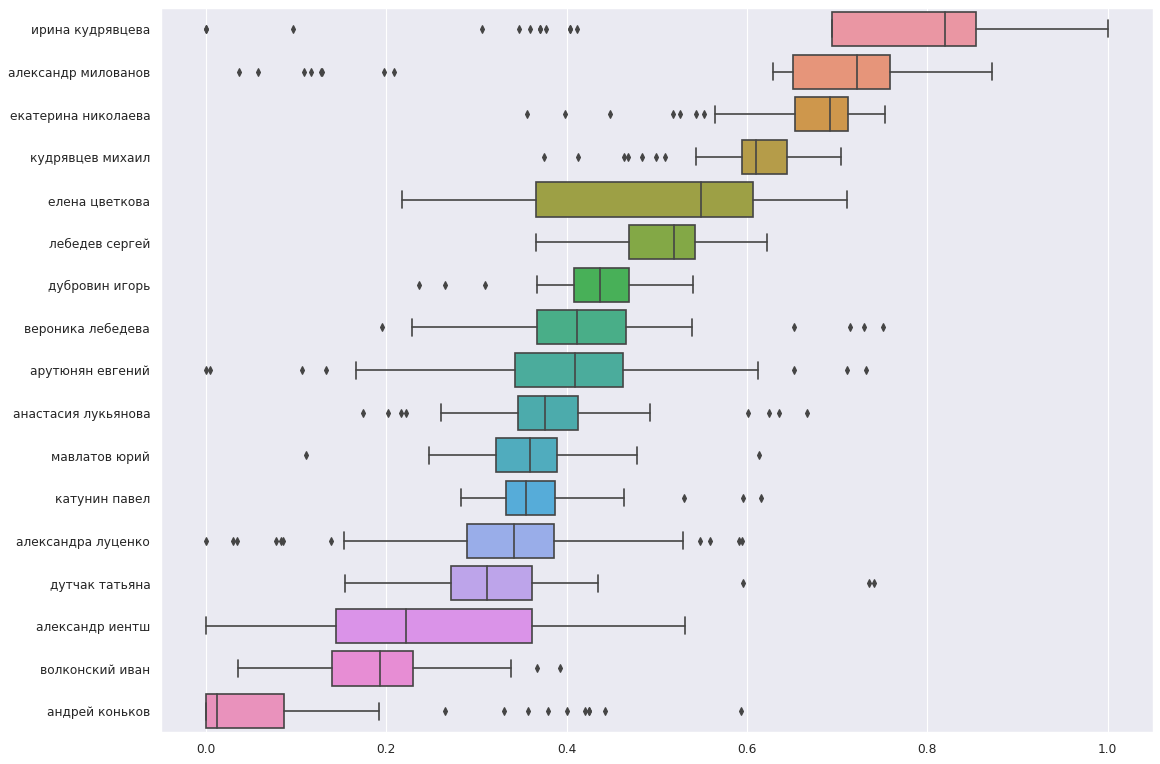 ирина кудрявцева
александр милованов
екатерина николаева
кудрявцев михаил
елена цветкова
лебедев сергей
дубровин игорь
вероника лебедева
арутюнян евгений
анастасия лукьянова
мавлатов юрий
катунин павел
александра луценко
дутчак татьяна
александр иентш
волконский иван
андрей коньков
0.0 0.2 0.4 0.6 0.8 1.0